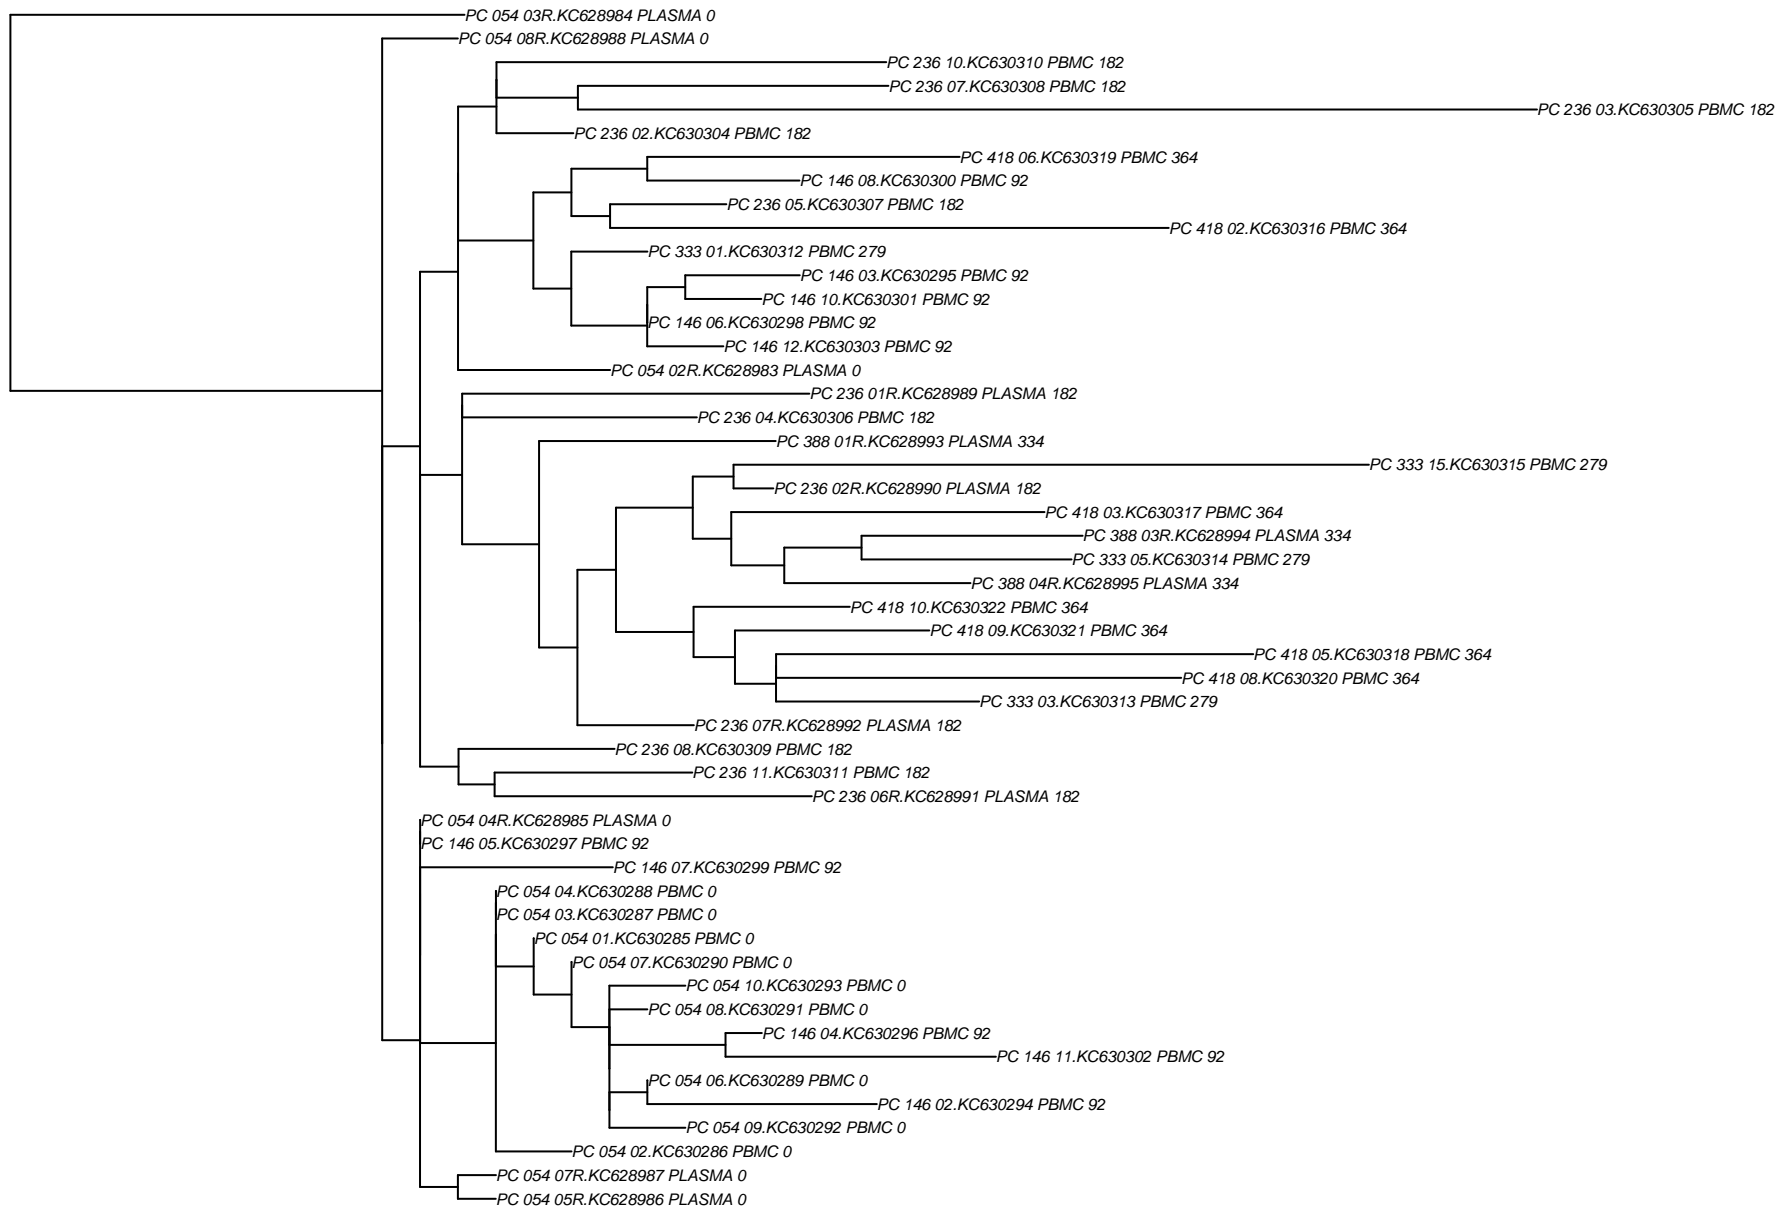 PC 054 03R.KC628984 PLASMA 0
PC 054 08R.KC628988 PLASMA 0
PC 236 10.KC630310 PBMC 182
PC 236 07.KC630308 PBMC 182
PC 236 03.KC630305 PBMC 182
PC 236 02.KC630304 PBMC 182
PC 418 06.KC630319 PBMC 364
PC 146 08.KC630300 PBMC 92
PC 236 05.KC630307 PBMC 182
PC 418 02.KC630316 PBMC 364
PC 333 01.KC630312 PBMC 279
PC 146 03.KC630295 PBMC 92
PC 146 10.KC630301 PBMC 92
PC 146 06.KC630298 PBMC 92
PC 146 12.KC630303 PBMC 92
PC 054 02R.KC628983 PLASMA 0
PC 236 01R.KC628989 PLASMA 182
PC 236 04.KC630306 PBMC 182
PC 388 01R.KC628993 PLASMA 334
PC 333 15.KC630315 PBMC 279
PC 236 02R.KC628990 PLASMA 182
PC 418 03.KC630317 PBMC 364
PC 388 03R.KC628994 PLASMA 334
PC 333 05.KC630314 PBMC 279
PC 388 04R.KC628995 PLASMA 334
PC 418 10.KC630322 PBMC 364
PC 418 09.KC630321 PBMC 364
PC 418 05.KC630318 PBMC 364
PC 418 08.KC630320 PBMC 364
PC 333 03.KC630313 PBMC 279
PC 236 07R.KC628992 PLASMA 182
PC 236 08.KC630309 PBMC 182
PC 236 11.KC630311 PBMC 182
PC 236 06R.KC628991 PLASMA 182
PC 054 04R.KC628985 PLASMA 0
PC 146 05.KC630297 PBMC 92
PC 146 07.KC630299 PBMC 92
PC 054 04.KC630288 PBMC 0
PC 054 03.KC630287 PBMC 0
PC 054 01.KC630285 PBMC 0
PC 054 07.KC630290 PBMC 0
PC 054 10.KC630293 PBMC 0
PC 054 08.KC630291 PBMC 0
PC 146 04.KC630296 PBMC 92
PC 146 11.KC630302 PBMC 92
PC 054 06.KC630289 PBMC 0
PC 146 02.KC630294 PBMC 92
PC 054 09.KC630292 PBMC 0
PC 054 02.KC630286 PBMC 0
PC 054 07R.KC628987 PLASMA 0
PC 054 05R.KC628986 PLASMA 0